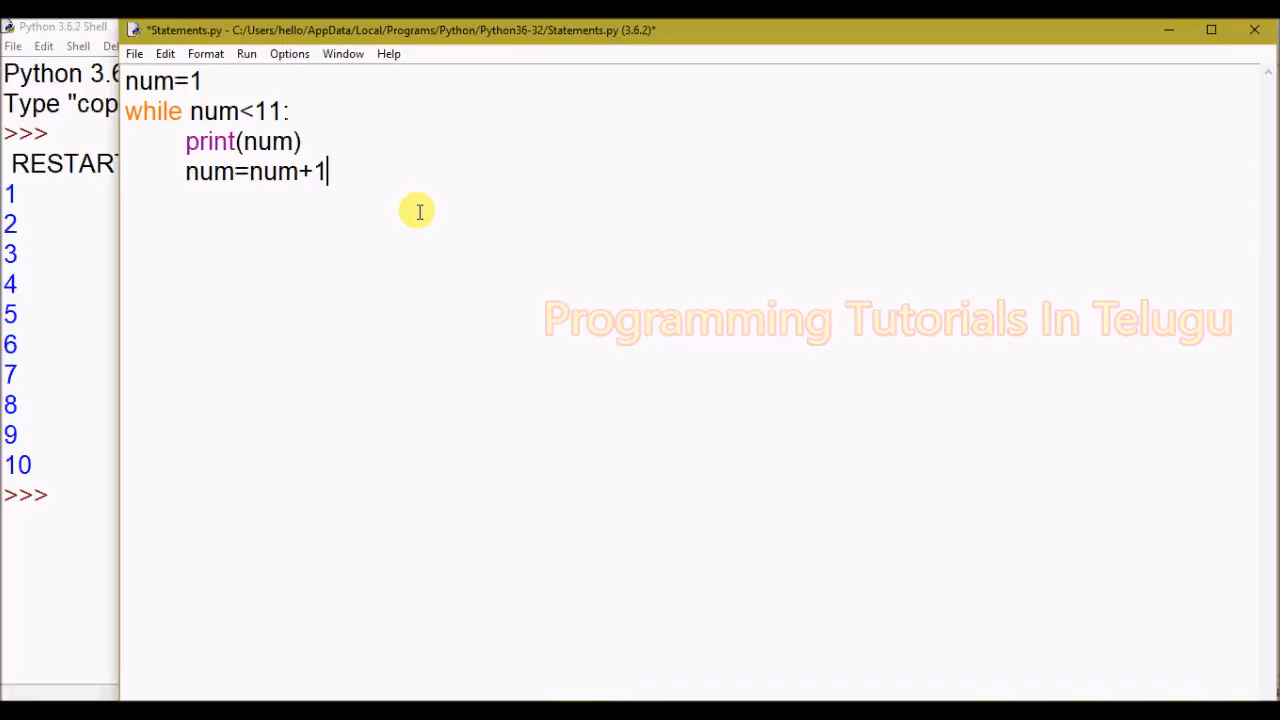 Python 3.6.2 Shell
File Edit Shell De
Python 3.6
Type "cop
>>>
RESTART
1
2
3
4
5
6
7
8
9
10
>>>
*Statements.py - C:/Users/hello/AppData/Local/Programs/Python/Python36-32/Statements.py (3.6.2)*
File Edit Format Run Options Window Help
num=1
while num<11:
print(num)
num=num+1
Programming Tutorials In Telugu